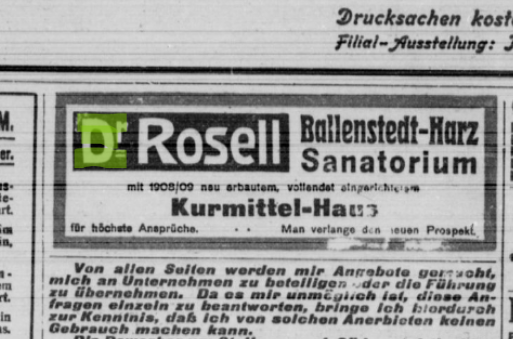 Drucksachen
Filial-Ausstellung:
M.
er.
Dr. Rosell
Ballenstedt-Harz
Sanatorium
mit 1908/09 neu erbautem, vollendet eingerichtetem
Kurmittel-Haus
für höchste Ansprüche. Man verlange den neuen Prospekt.
Von allen Seiten werden mir Angebote gemacht,
mich an Unternehmen zu beteiligen oder die Führung
zu übernehmen. Da es mir unmöglich ist, diese An-
fragen einzeln zu beantworten, bringe ich hierdurch
zur Kenntnis, daß ich von solchen Anerbieten keinen
Gebrauch machen kann.